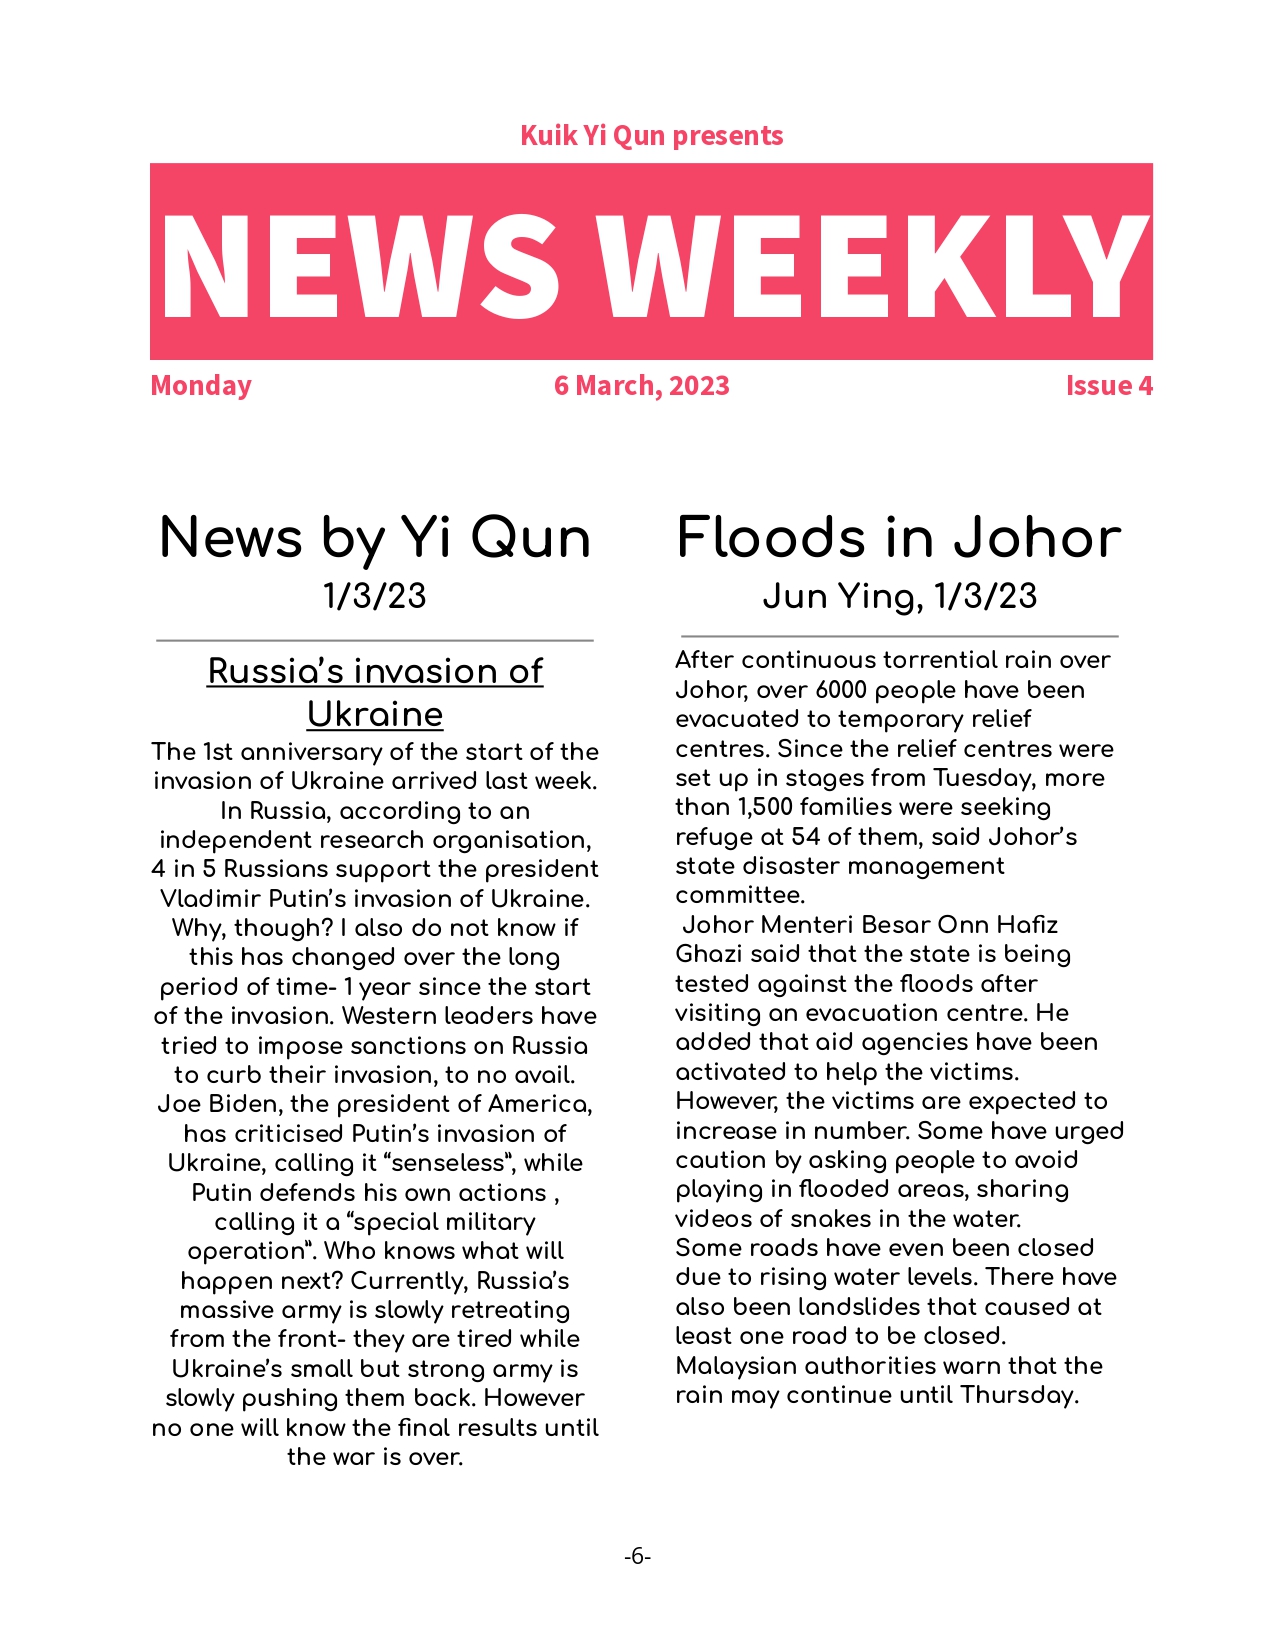 Kuik Yi Qun presents
NEWS WEEKLY
Monday 6 March, 2023 Issue 4
News by Yi Qun
1/3/23
Russia's invasion of
Ukraine
The 1st anniversary of the start of the
invasion of Ukraine arrived last week.
In Russia, according to an
independent research organisation,
4 in 5 Russians support the president
Vladimir Putin's invasion of Ukraine.
Why, though? I also do not know if
this has changed over the long
period of time- 1 year since the start
of the invasion. Western leaders have
tried to impose sanctions on Russia
to curb their invasion, to no avail.
Joe Biden, the president of America,
has criticised Putin's invasion of
Ukraine, calling it “senseless”, while
Putin defends his own actions ,
calling it a “special military
operation”. Who knows what will
happen next? Currently, Russia's
massive army is slowly retreating
from the front- they are tired while
Ukraine's small but strong army is
slowly pushing them back. However
no one will know the final results until
the war is over.
Floods in Johor
Jun Ying, 1/3/23
After continuous torrential rain over
Johor, over 6000 people have been
evacuated to temporary relief
centres. Since the relief centres were
set up in stages from Tuesday, more
than 1,500 families were seeking
refuge at 54 of them, said Johor's
state disaster management
committee.
Johor Menteri Besar Onn Hafiz
Ghazi said that the state is being
tested against the floods after
visiting an evacuation centre. He
added that aid agencies have been
activated to help the victims.
However, the victims are expected to
increase in number. Some have urged
caution by asking people to avoid
playing in flooded areas, sharing
videos of snakes in the water.
Some roads have even been closed
due to rising water levels. There have
also been landslides that caused at
least one road to be closed.
Malaysian authorities warn that the
rain may continue until Thursday.
-6-